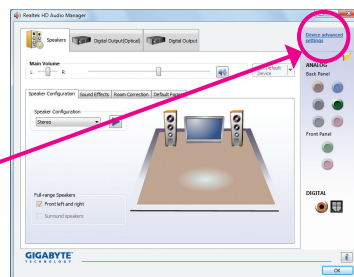 Realtek HD Audio Manager
Speakers
Digital Output(Optical)
Digital Output
Device advanced
settings
Main Volume
L
R
Default
Device
ANALOG
Back Panel
Speaker Configuration
Sound Effects
Room Correction
Default Format
Speaker Configuration
Stereo
Front Panel
Full-range Speakers
Front left and right
Surround speakers
DIGITAL
GIGABYTE
TECHNOLOGY
i
OK